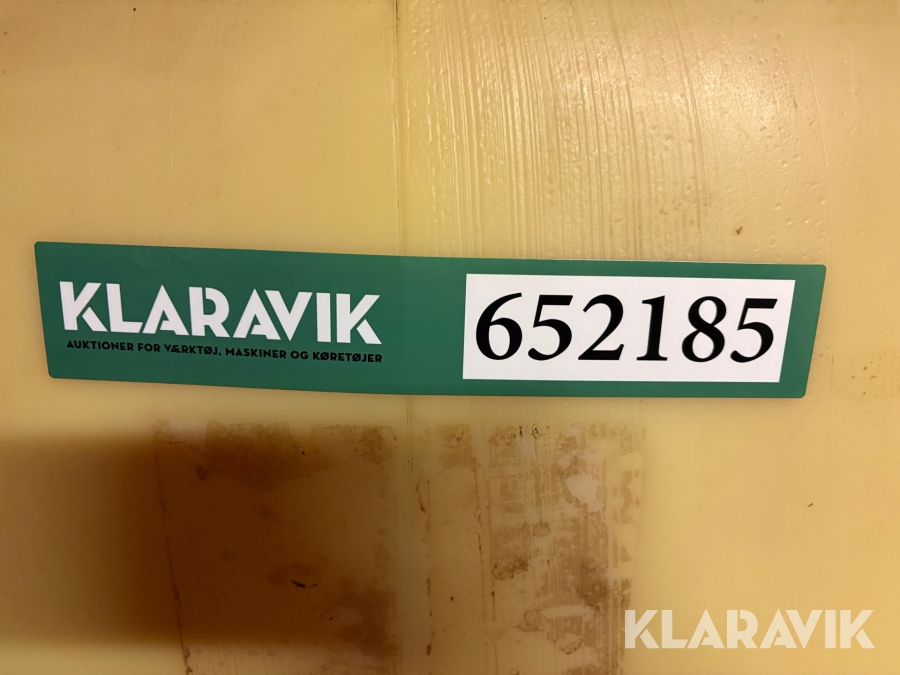 KLARAVIK
AUKTIONER FOR VÆRKTØJ, MASKINER OG KØRETØJER
652185
KLARAVIK